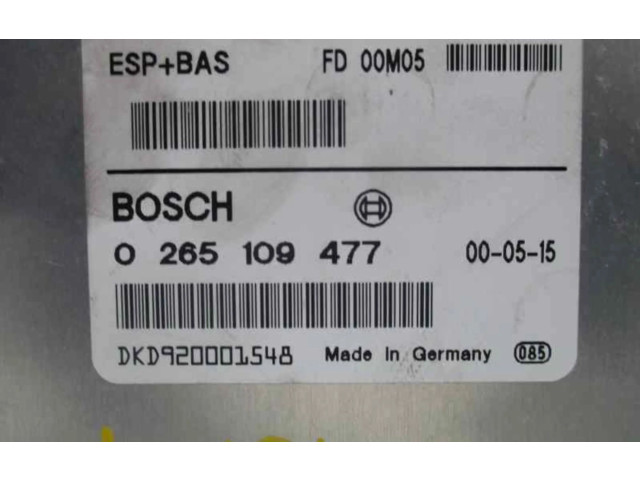 ESP+BAS FD 00M05
BOSCH
0 265 109 477 00-05-15
DKD920001548 Made in Germany 085